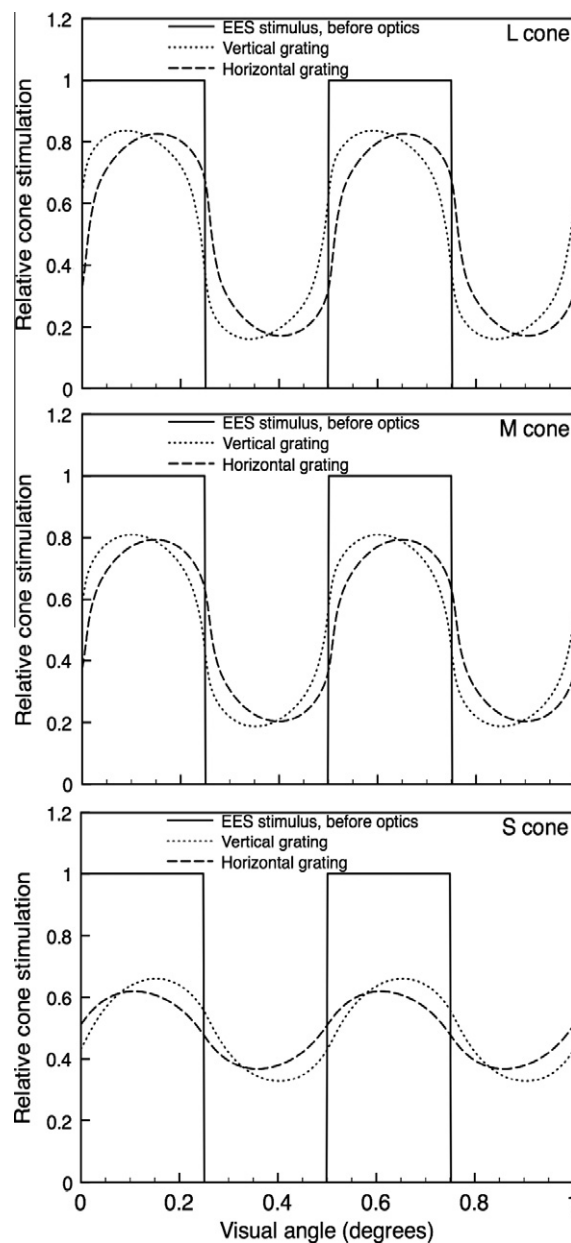 1.2
EES stimulus, before optics
L cone
Vertical grating
Horizontal grating
1
0.8
0.6
0.4
0.2
0
Relative cone stimulation
1.2
EES stimulus, before optics
M cone
Vertical grating
Horizontal grating
1
0.8
0.6
0.4
0.2
0
Relative cone stimulation
1.2
EES stimulus, before optics
S cone
Vertical grating
Horizontal grating
1
0.8
0.6
0.4
0.2
0
Relative cone stimulation
0 0.2 0.4 0.6 0.8 1
Visual angle (degrees)